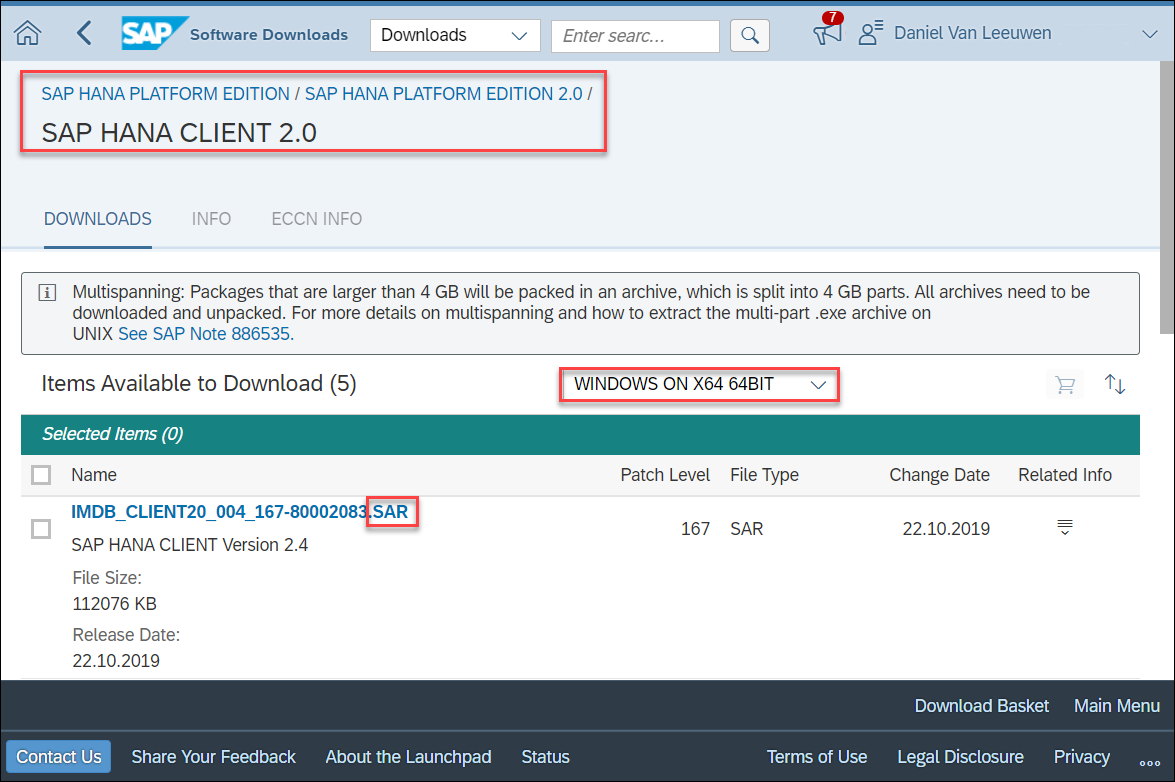 SAP Software Downloads Downloads Enter searc... 7 Daniel Van Leeuwen
SAP HANA PLATFORM EDITION / SAP HANA PLATFORM EDITION 2.0 /
SAP HANA CLIENT 2.0
DOWNLOADS INFO ECCN INFO
Multispanning: Packages that are larger than 4 GB will be packed in an archive, which is split into 4 GB parts. All archives need to be
downloaded and unpacked. For more details on multispanning and how to extract the multi-part .exe archive on
UNIX See SAP Note 886535.
Items Available to Download (5) WINDOWS ON X64 64BIT
Selected Items (0)
Name Patch Level File Type Change Date Related Info
IMDB_CLIENT20_004_167-80002083.SAR
167 SAR 22.10.2019
SAP HANA CLIENT Version 2.4
File Size:
112076 KB
Release Date:
22.10.2019
Download Basket Main Menu
Contact Us Share Your Feedback About the Launchpad Status Terms of Use Legal Disclosure Privacy